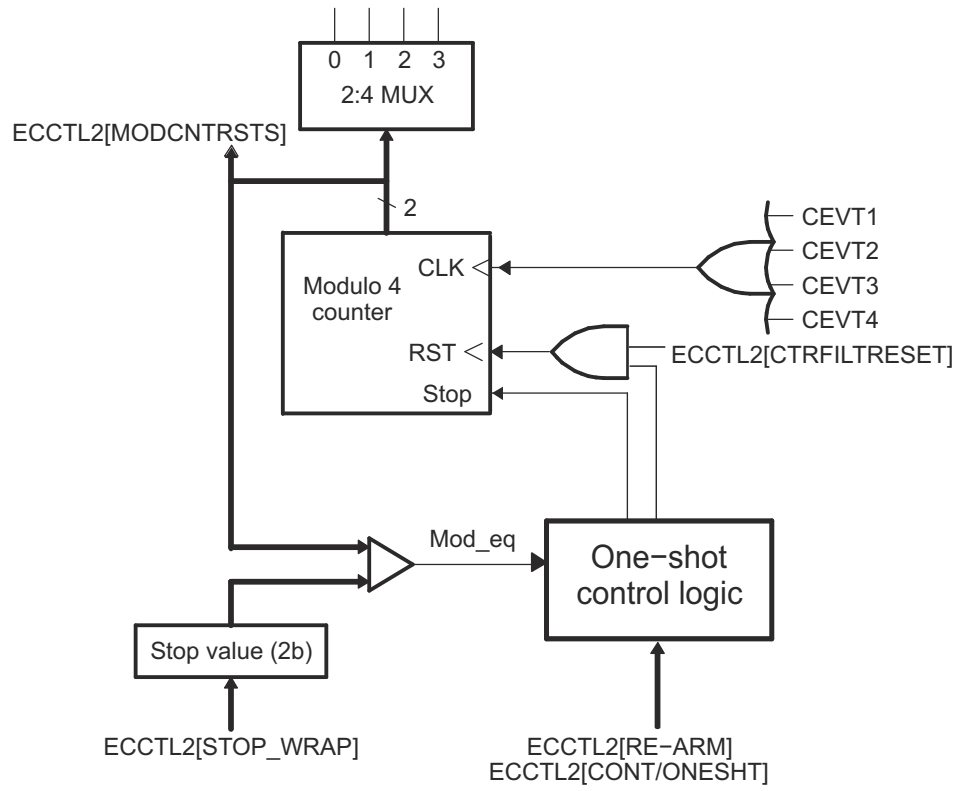 0 1 2 3
2:4 MUX
ECCTL2[MODCNTRSTS]
2
CEVT1
CEVT2
CEVT3
CEVT4
CLK
Modulo 4
counter
RST
ECCTL2[CTRFILTRESET]
Stop
Mod_eq
One−shot
control logic
Stop value (2b)
ECCTL2[STOP_WRAP]
ECCTL2[RE−ARM]
ECCTL2[CONT/ONESHT]